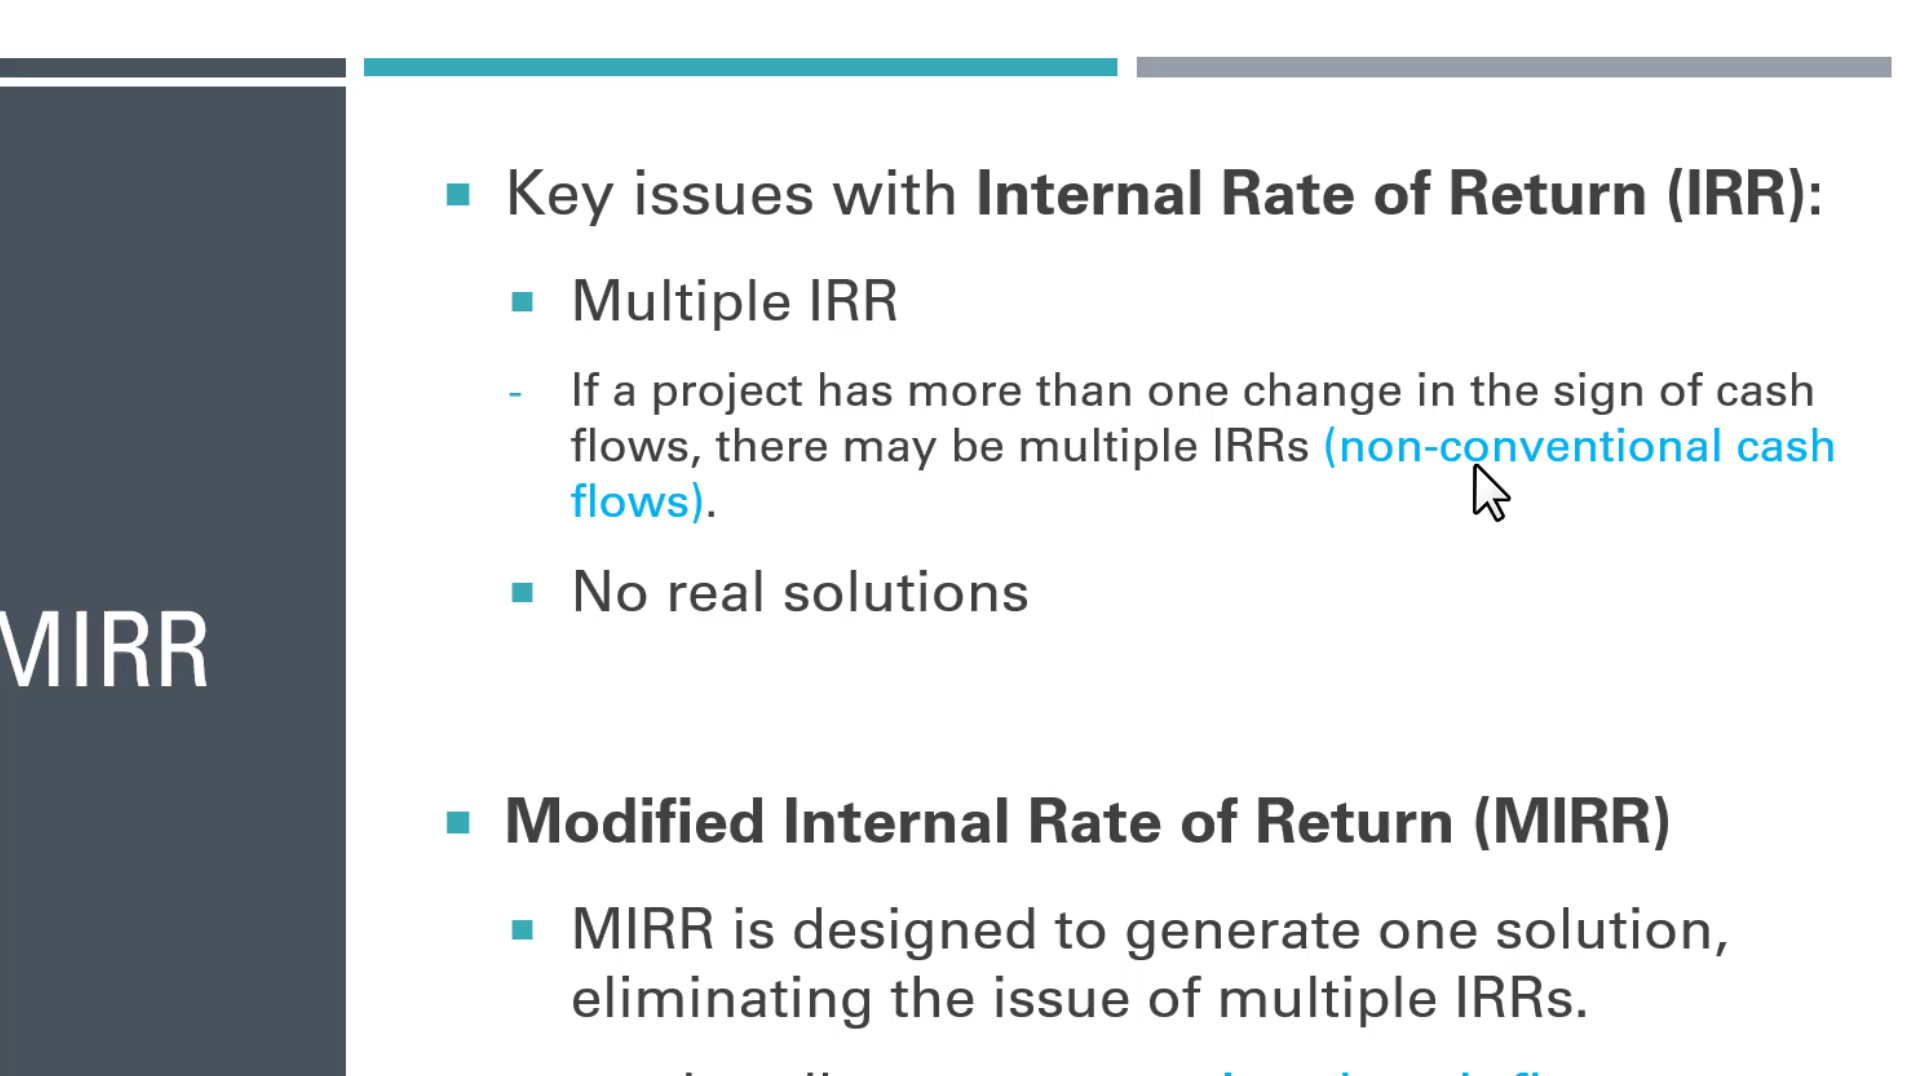 Key issues with Internal Rate of Return (IRR):
Multiple IRR
- If a project has more than one change in the sign of cash
flows, there may be multiple IRRs (non-conventional cash
flows).
No real solutions
MIRR
Modified Internal Rate of Return (MIRR)
MIRR is designed to generate one solution,
eliminating the issue of multiple IRRs.